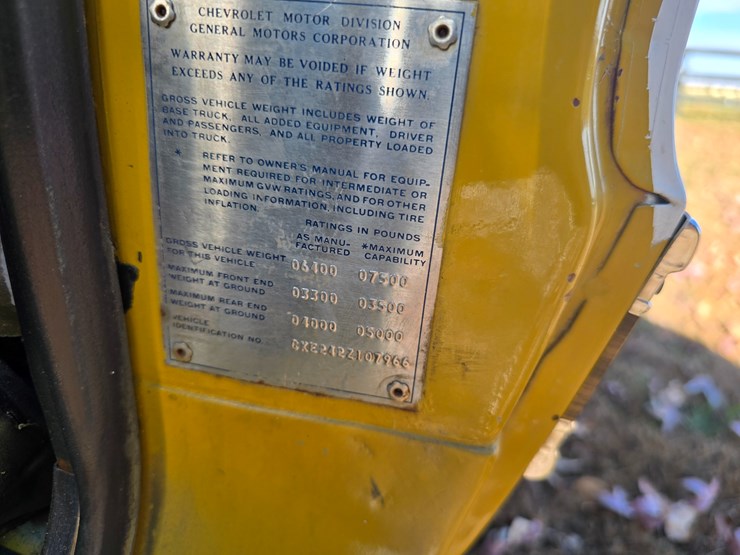 CHEVROLET MOTOR DIVISION
GENERAL MOTORS CORPORATION
WARRANTY MAY BE VOIDED IF WEIGHT
EXCEEDS ANY OF THE RATINGS SHOWN.
GROSS VEHICLE WEIGHT INCLUDES WEIGHT OF
BASE TRUCK, ALL ADDED EQUIPMENT, DRIVER
AND PASSENGERS, AND ALL PROPERTY LOADED
INTO TRUCK.
* REFER TO OWNER'S MANUAL FOR EQUIP-
MENT REQUIRED FOR INTERMEDIATE OR
MAXIMUM GVW RATINGS, AND FOR OTHER
LOADING INFORMATION, INCLUDING TIRE
INFLATION.
RATINGS IN POUNDS
AS MANU- *MAXIMUM
FACTURED CAPABILITY
GROSS VEHICLE WEIGHT
FOR THIS VEHICLE 06400 07500
MAXIMUM FRONT END
WEIGHT AT GROUND 03300 03500
MAXIMUM REAR END
WEIGHT AT GROUND 04000 05000
VEHICLE
IDENTIFICATION NO. CKE242Z107966